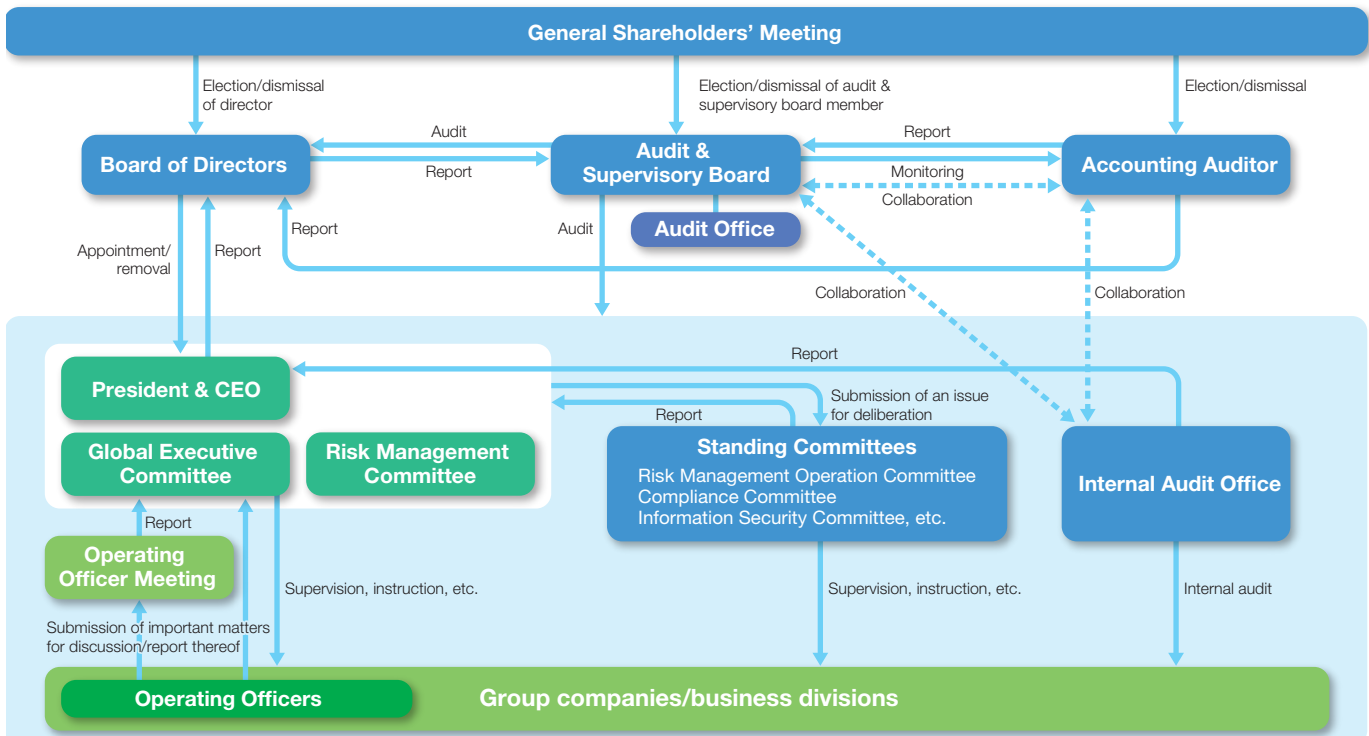 General Shareholders’ Meeting
Election/dismissal
of director
Election/dismissal of audit &
supervisory board member
Election/dismissal
Board of Directors
Audit
Report
Audit &
Supervisory Board
Report
Monitoring
Collaboration
Accounting Auditor
Audit Office
Appointment/
removal
Report
Report
Audit
Collaboration
Collaboration
President & CEO
Report
Submission of an issue
for deliberation
Report
Global Executive
Committee
Risk Management
Committee
Standing Committees
Risk Management Operation Committee
Compliance Committee
Information Security Committee, etc.
Internal Audit Office
Report
Operating
Officer Meeting
Supervision, instruction, etc.
Supervision, instruction, etc.
Internal audit
Submission of important matters
for discussion/report thereof
Operating Officers
Group companies/business divisions